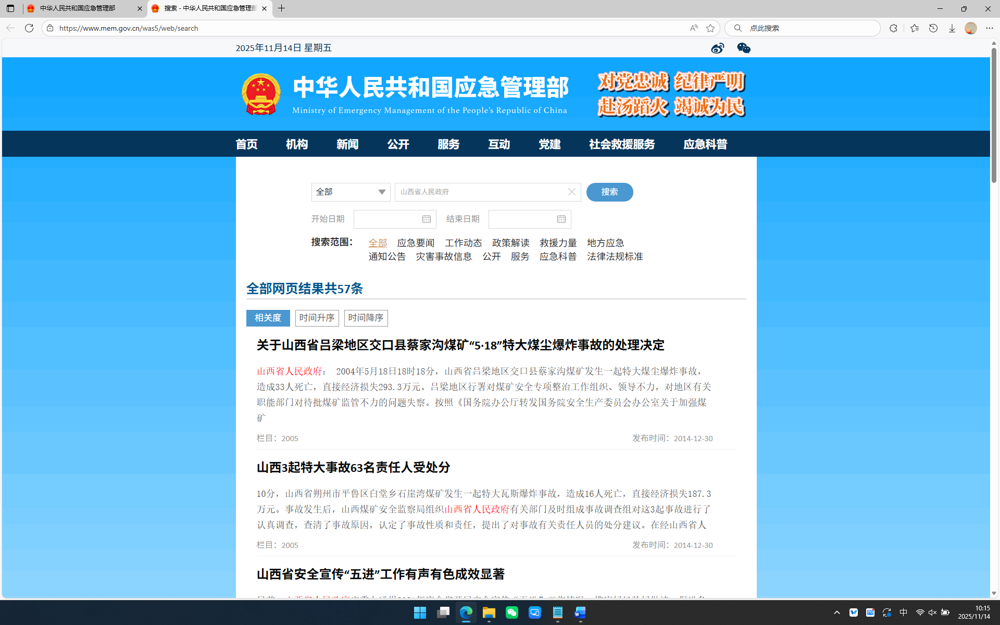 中华人民共和国应急管理部
搜索 - 中华人民共和国应急管理部
https://www.mem.gov.cn/was5/web/search
点此搜索
2025年11月14日 星期五
中华人民共和国应急管理部
Ministry of Emergency Management of the People's Republic of China
对党忠诚 纪律严明
赴汤蹈火 竭诚为民
首页 机构 新闻 公开 服务 互动 党建 社会救援服务 应急科普
全部
山西省人民政府
搜索
开始日期
结束日期
搜索范围：
全部 应急要闻 工作动态 政策解读 救援力量 地方应急
通知公告 灾害事故信息 公开 服务 应急科普 法律法规标准
全部网页结果共57条
相关度 时间升序 时间降序
关于山西省吕梁地区交口县蔡家沟煤矿“5·18”特大煤尘爆炸事故的处理决定
山西省人民政府： 2004年5月18日18时18分，山西省吕梁地区交口县蔡家沟煤矿发生一起特大煤尘爆炸事故，
造成33人死亡，直接经济损失293.3万元。吕梁地区行署对煤矿安全专项整治工作组织、领导不力，对地区有关
职能部门对待批煤矿监管不力的问题失察。按照《国务院办公厅转发国务院安全生产委员会办公室关于加强煤
矿
栏目：2005
发布时间：2014-12-30
山西3起特大事故63名责任人受处分
10分，山西省朔州市平鲁区白堂乡石崖湾煤矿发生一起特大瓦斯爆炸事故，造成16人死亡，直接经济损失187.3
万元。事故发生后，山西煤矿安全监察局组织山西省人民政府有关部门及时组成事故调查组对这3起事故进行了
认真调查，查清了事故原因，认定了事故性质和责任，提出了对事故有关责任人员的处分建议。在经山西省人
栏目：2005
发布时间：2014-12-30
山西省安全宣传“五进”工作有声有色成效显著
中
10:15
2025/11/14